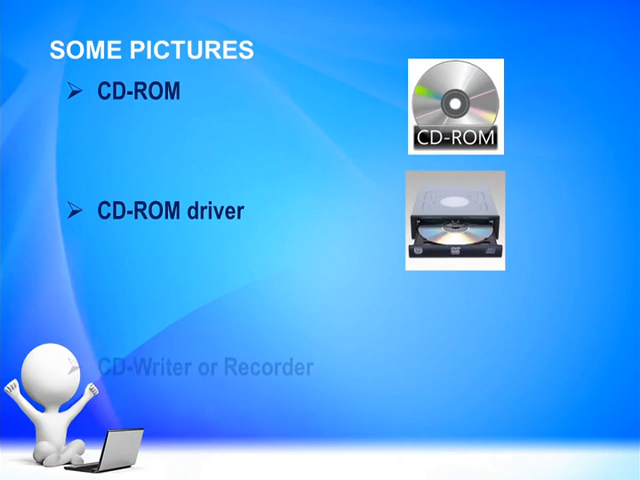 SOME PICTURES
CD-ROM
CD-ROM
CD-ROM driver
CD-Writer or Recorder